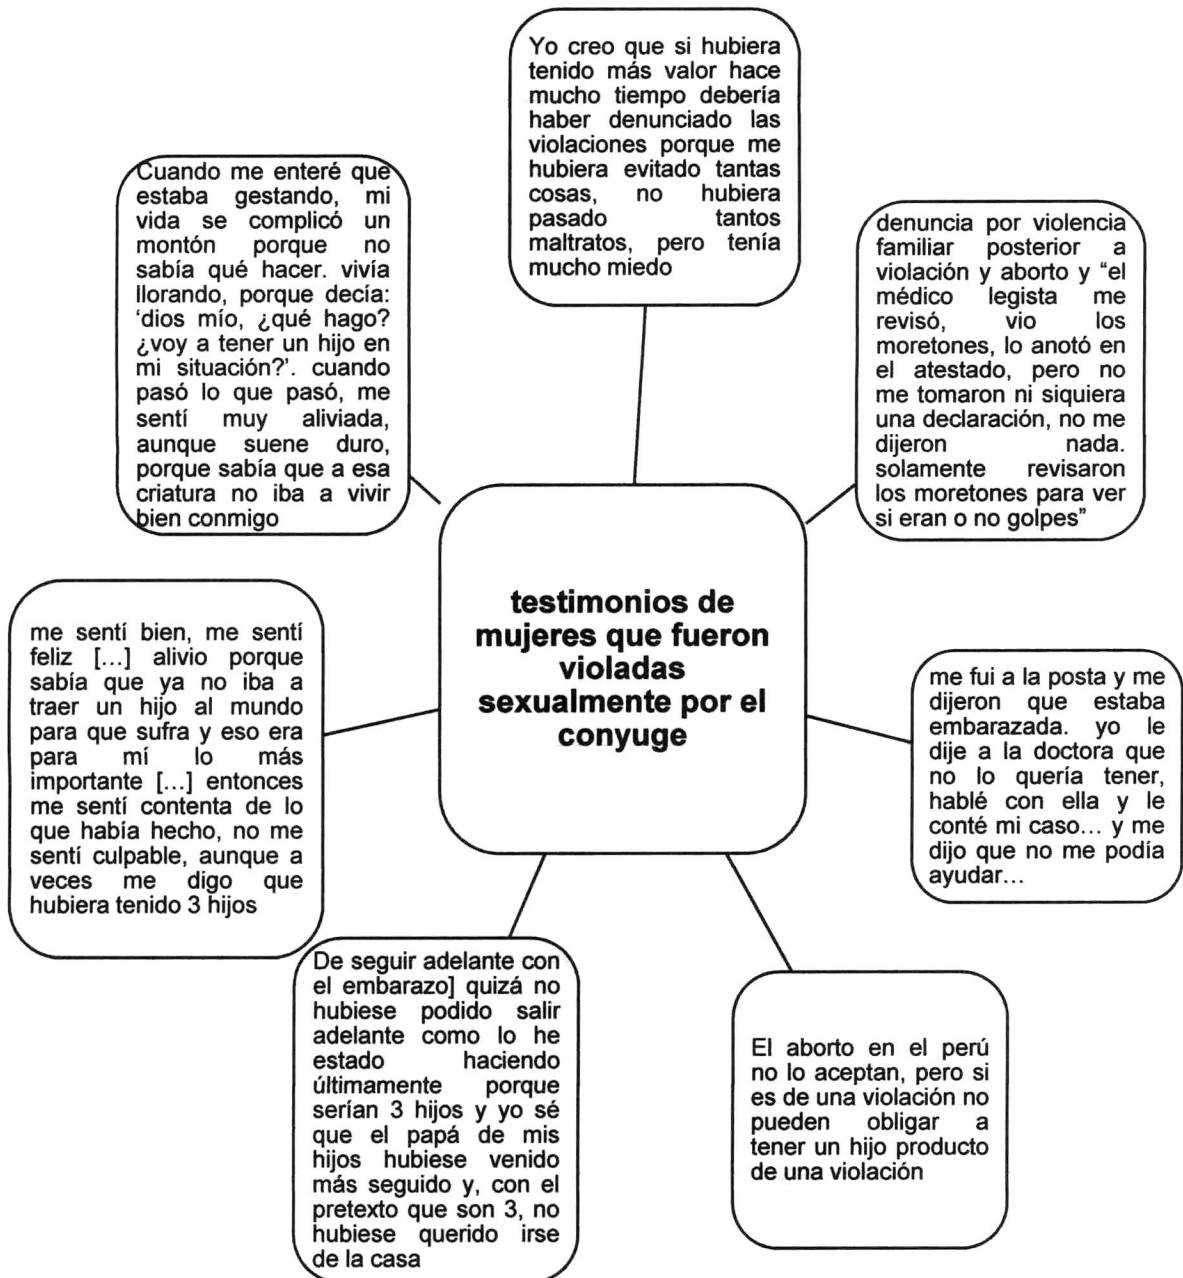 Yo creo que si hubiera
tenido más valor hace
mucho tiempo debería
haber denunciado las
violaciones porque me
hubiera evitado tantas
cosas, no hubiera
pasado tantos
maltratos, pero tenía
mucho miedo
Cuando me enteré que
estaba gestando, mi
vida se complicó un
montón porque no
sabía qué hacer. vivía
llorando, porque decía:
‘dios mío, ¿qué hago?
¿voy a tener un hijo en
mi situación?’. cuando
pasó lo que pasó, me
sentí muy aliviada,
aunque suene duro,
porque sabía que a esa
criatura no iba a vivir
bien conmigo
denuncia por violencia
familiar posterior a
violación y aborto y “el
médico legista me
revisó, vio los
moretones, lo anotó en
el atestado, pero no
me tomaron ni siquiera
una declaración, no me
dijeron nada.
solamente revisaron
los moretones para ver
si eran o no golpes”
testimonios de
mujeres que fueron
violadas
sexualmente por el
conyuge
me sentí bien, me sentí
feliz [...] alivio porque
sabía que ya no iba a
traer un hijo al mundo
para que sufra y eso era
para mí lo más
importante [...] entonces
me sentí contenta de lo
que había hecho, no me
sentí culpable, aunque a
veces me digo que
hubiera tenido 3 hijos
me fui a la posta y me
dijeron que estaba
embarazada. yo le
dije a la doctora que
no lo quería tener,
hablé con ella y le
conté mi caso... y me
dijo que no me podía
ayudar...
De seguir adelante con
el embarazo] quizá no
hubiese podido salir
adelante como lo he
estado haciendo
últimamente porque
serían 3 hijos y yo sé
que el papá de mis
hijos hubiese venido
más seguido y, con el
pretexto que son 3, no
hubiese querido irse
de la casa
El aborto en el perú
no lo aceptan, pero si
es de una violación no
pueden obligar a
tener un hijo producto
de una violación